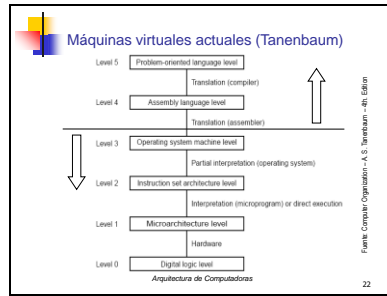 Máquinas virtuales actuales (Tanenbaum)
Level 5 Problem-oriented language level
Translation (compiler)
Level 4 Assembly language level
Translation (assembler)
Level 3 Operating system machine level
Partial interpretation (operating system)
Level 2 Instruction set architecture level
Interpretation (microprogram) or direct execution
Level 1 Microarchitecture level
Hardware
Level 0 Digital logic level
Fuente: Computer Organization – A. S. Tanenbaum – 4th. Edition
Arquitectura de Computadoras
22